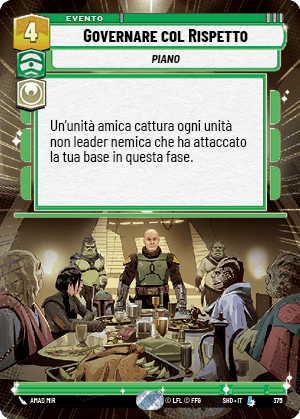 EVENTO
4
GOVERNARE COL RISPETTO
PIANO
Un'unità amica cattura ogni unità
non leader nemica che ha attaccato
la tua base in questa fase.
AMAD MIR
© LFL © FFG
SHD • IT
375